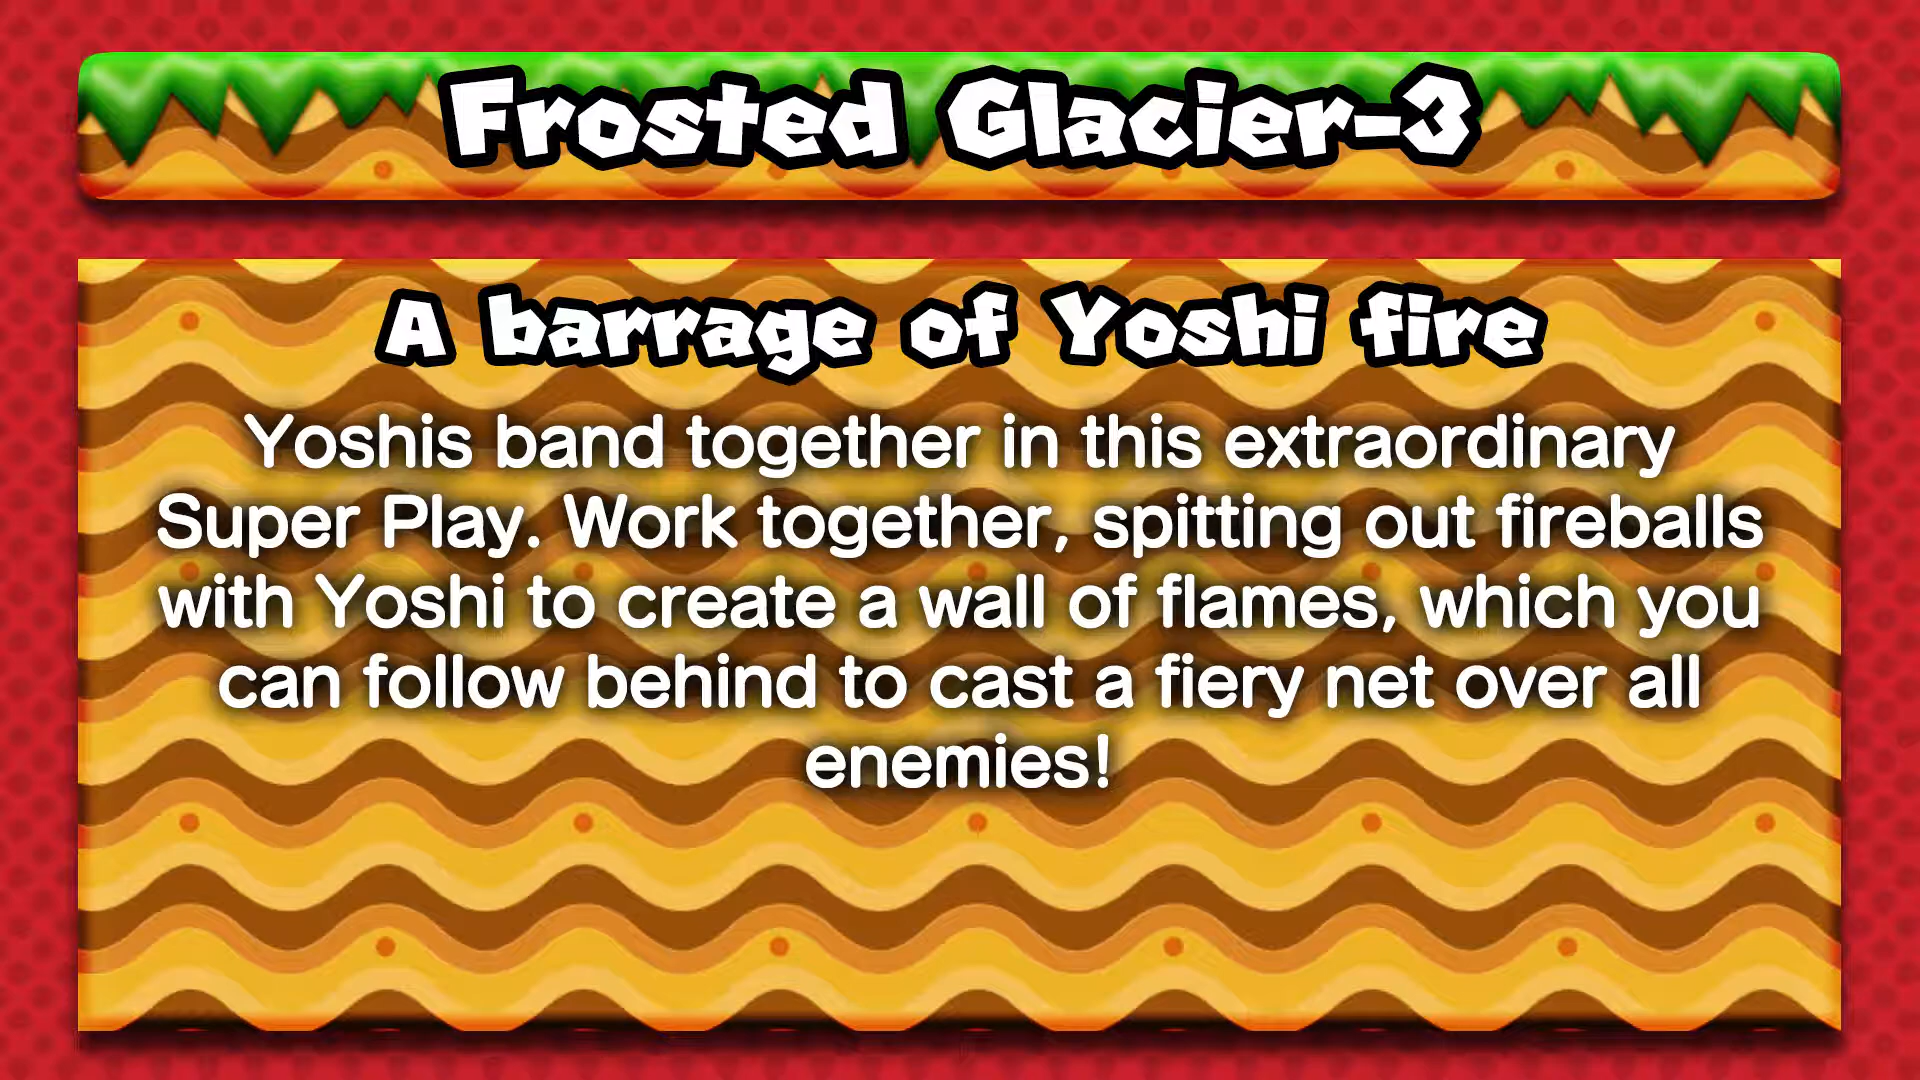 Frosted Glacier-3
A barrage of Yoshi fire
Yoshis band together in this extraordinary
Super Play. Work together, spitting out fireballs
with Yoshi to create a wall of flames, which you
can follow behind to cast a fiery net over all
enemies!